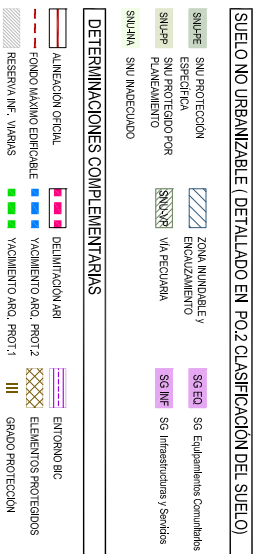 SUELO NO URBANIZABLE ( DETALLADO EN PO.2 CLASIFICACIÓN DEL SUELO)
SNU-PE
SNU PROTECCIÓN
ESPECÍFICA
ZONA INUNDABLE y
ENCAUZAMIENTO
SG EQ
SG Equipamientos Comunitarios
SNU-PP
SNU PROTEGIDO POR
PLANEAMIENTO
SNU-VP
VÍA PECUARIA
SG INF
SG Infraestructuras y Servicios
SNU-INA
SNU INADECUADO
DETERMINACIONES COMPLEMENTARIAS
ALINEACIÓN OFICIAL
DELIMITACIÓN ARI
ENTORNO BIC
FONDO MÁXIMO EDIFICABLE
YACIMIENTO ARQ. PROT.2
ELEMENTOS PROTEGIDOS
RESERVA INF. VIARIAS
YACIMIENTO ARQ. PROT.1
GRADO PROTECCIÓN